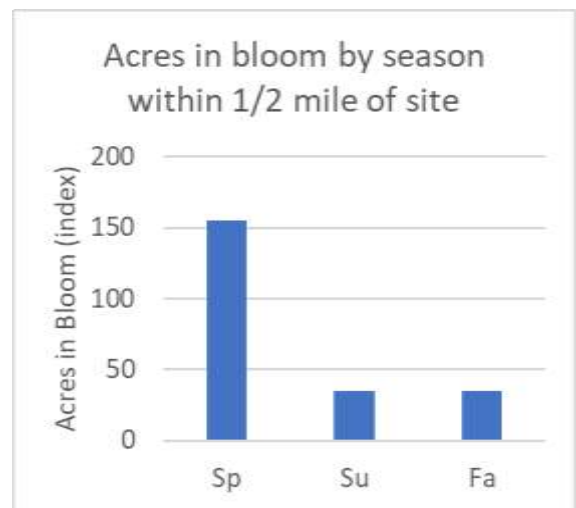 Acres in bloom by season
within 1/2 mile of site
Acres in Bloom (index)
200
150
100
50
0
Sp Su Fa